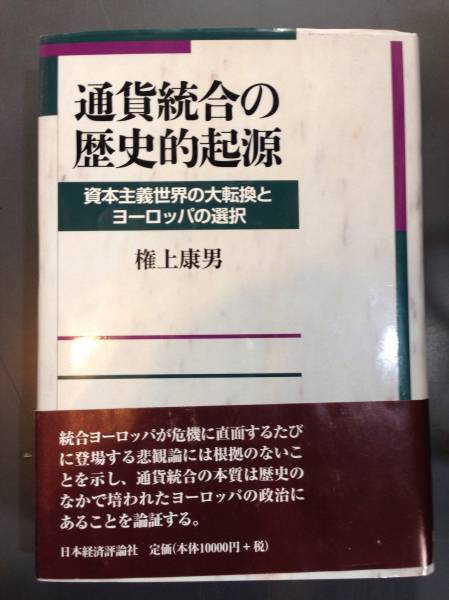 通貨統合の
歴史的起源
資本主義世界の大転換と
ヨーロッパの選択
権上康男
統合ヨーロッパが危機に直面するたび
に登場する悲観論には根拠のないこ
とを示し、通貨統合の本質は歴史の
なかで培われたヨーロッパの政治に
あることを論証する。
日本経済評論社 定価(本体10000円+税)